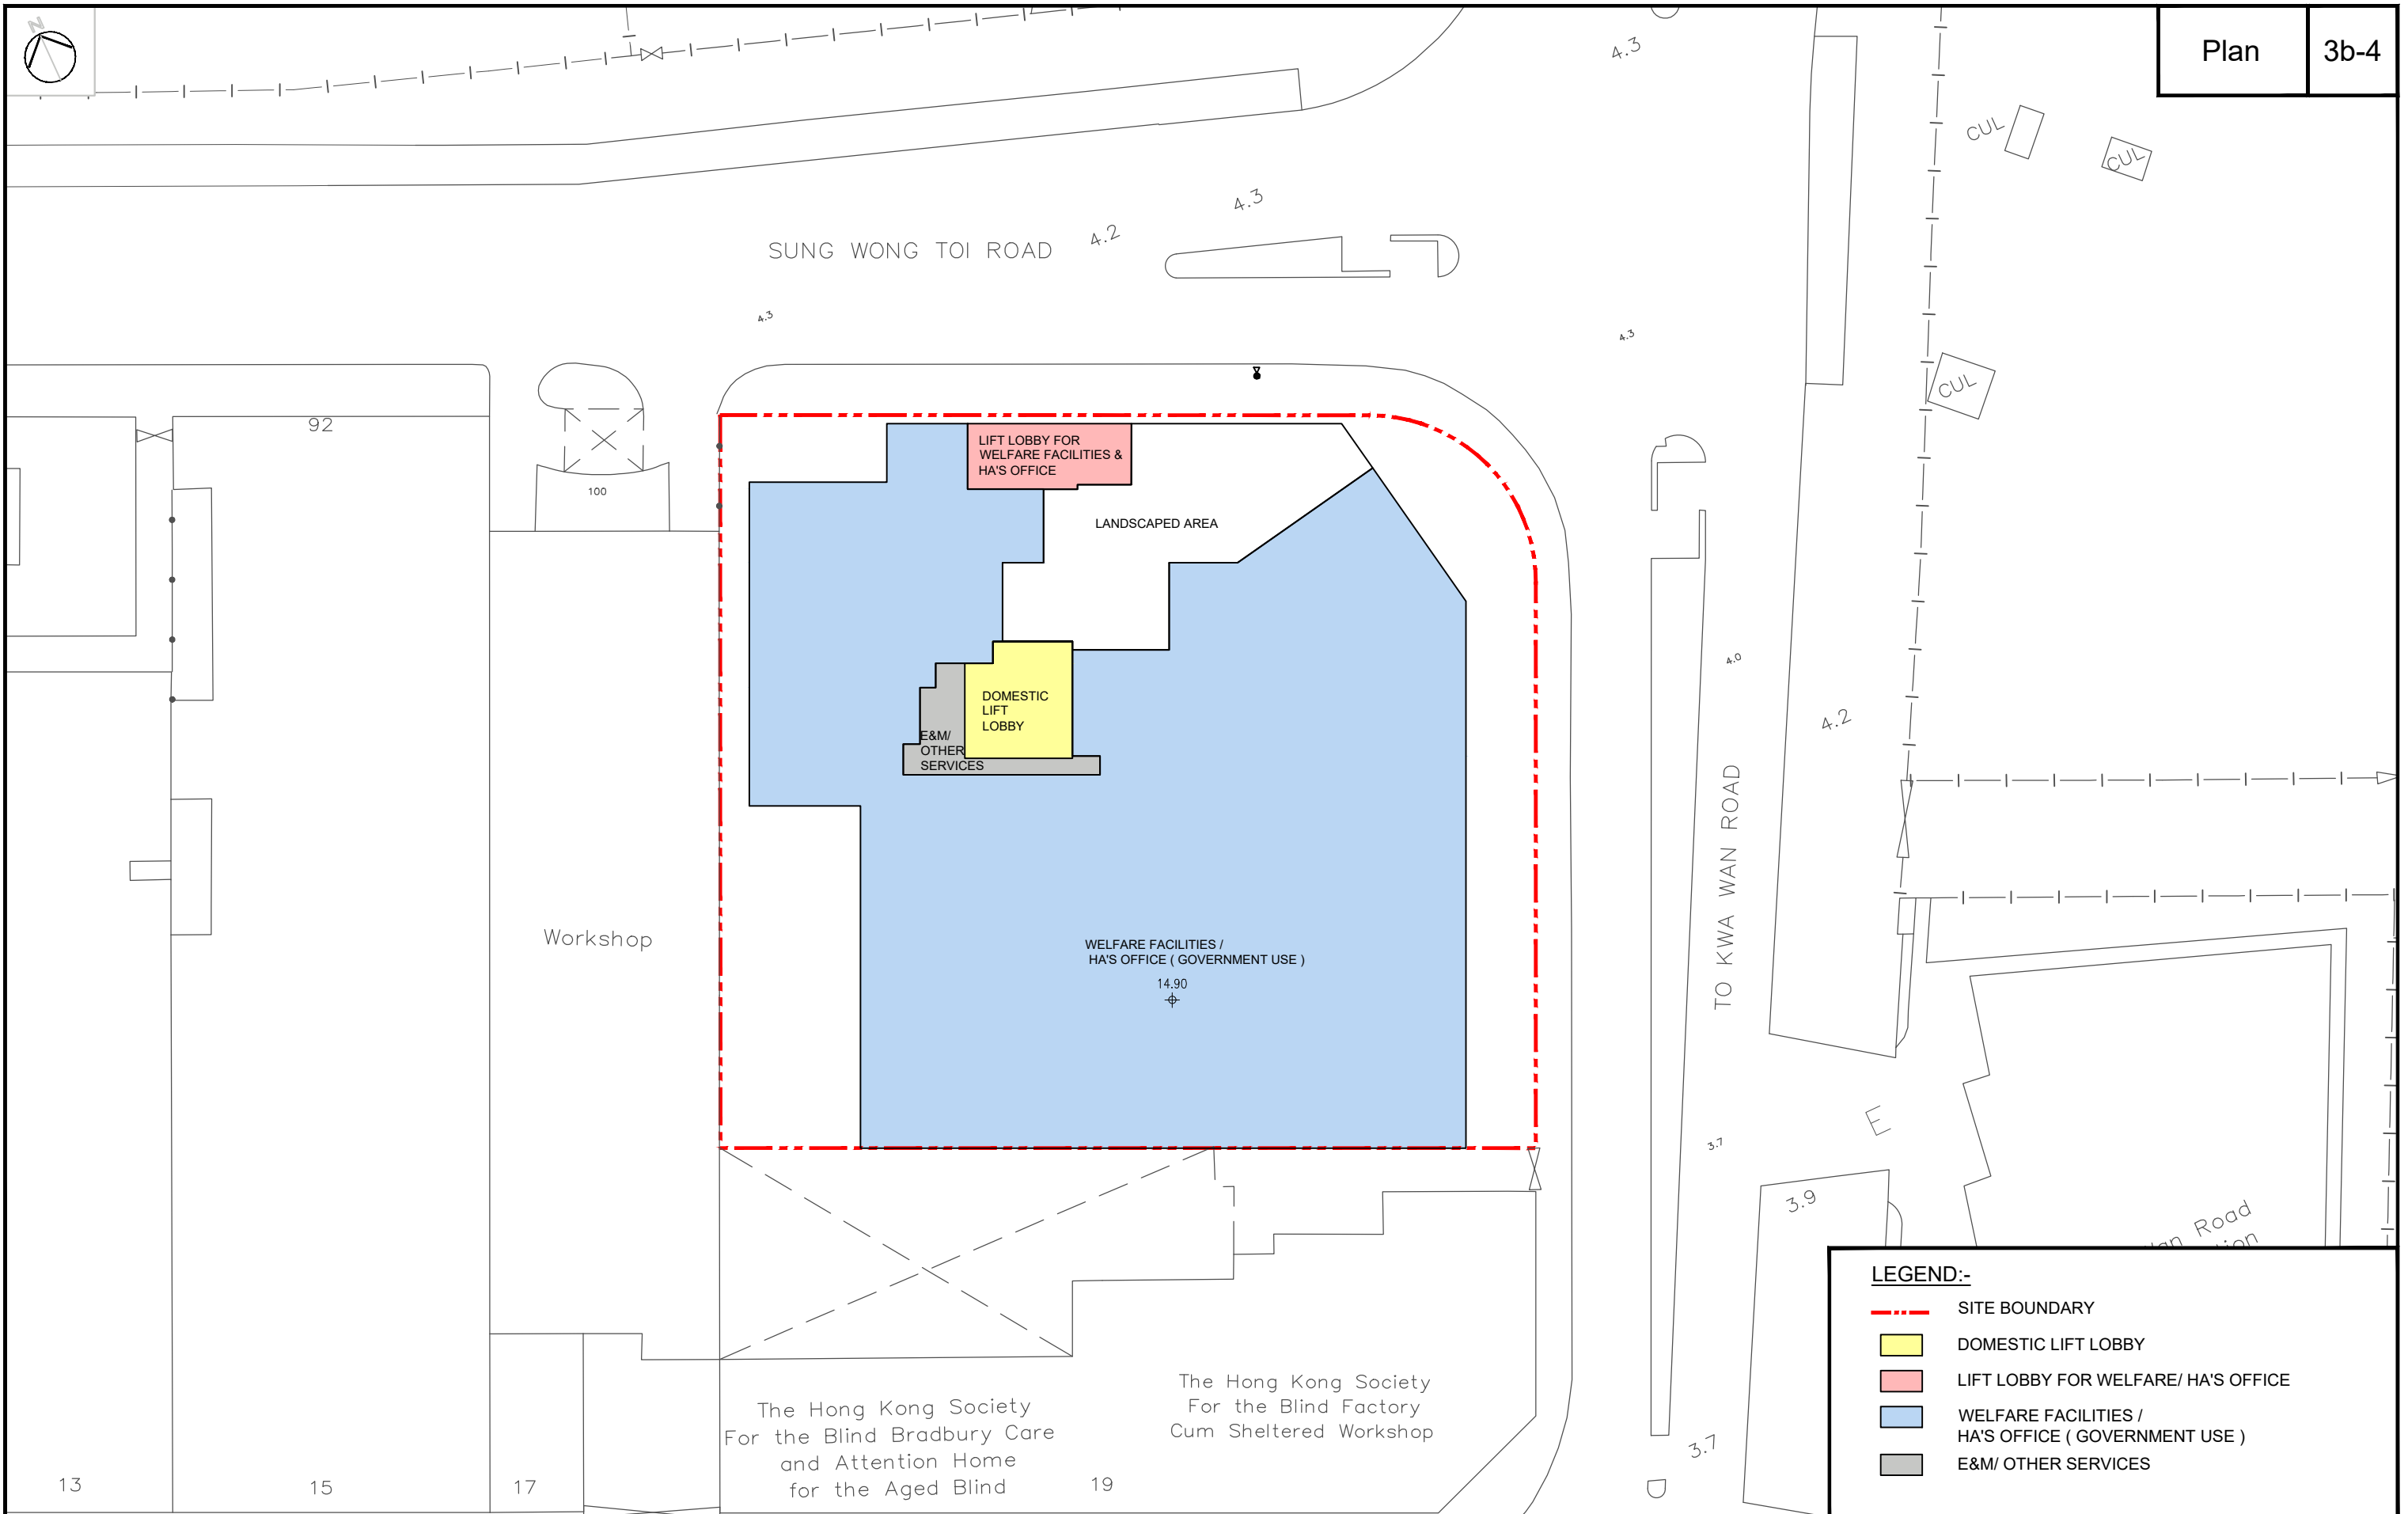 N
Plan
3b-4
4.3
CUL
CUL
4.3
4.2
SUNG WONG TOI ROAD
4.3
4.3
CUL
92
100
LIFT LOBBY FOR
WELFARE FACILITIES &
HA'S OFFICE
LANDSCAPED AREA
DOMESTIC
LIFT
LOBBY
E&M/
OTHER
SERVICES
4.0
4.2
TO KWA WAN ROAD
Workshop
WELFARE FACILITIES /
HA'S OFFICE ( GOVERNMENT USE )
14.90
E
3.7
3.9
Road
LEGEND:-
SITE BOUNDARY
DOMESTIC LIFT LOBBY
LIFT LOBBY FOR WELFARE/ HA'S OFFICE
WELFARE FACILITIES /
HA'S OFFICE ( GOVERNMENT USE )
E&M/ OTHER SERVICES
The Hong Kong Society
For the Blind Bradbury Care
and Attention Home
for the Aged Blind
The Hong Kong Society
For the Blind Factory
Cum Sheltered Workshop
3.7
13
15
17
19